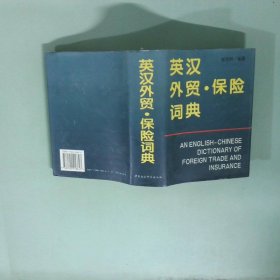 英汉
外贸·保险
词典
AN ENGLISH-CHINESE
DICTIONARY OF
FOREIGN TRADE AND
INSURANCE
英汉外贸·保险词典